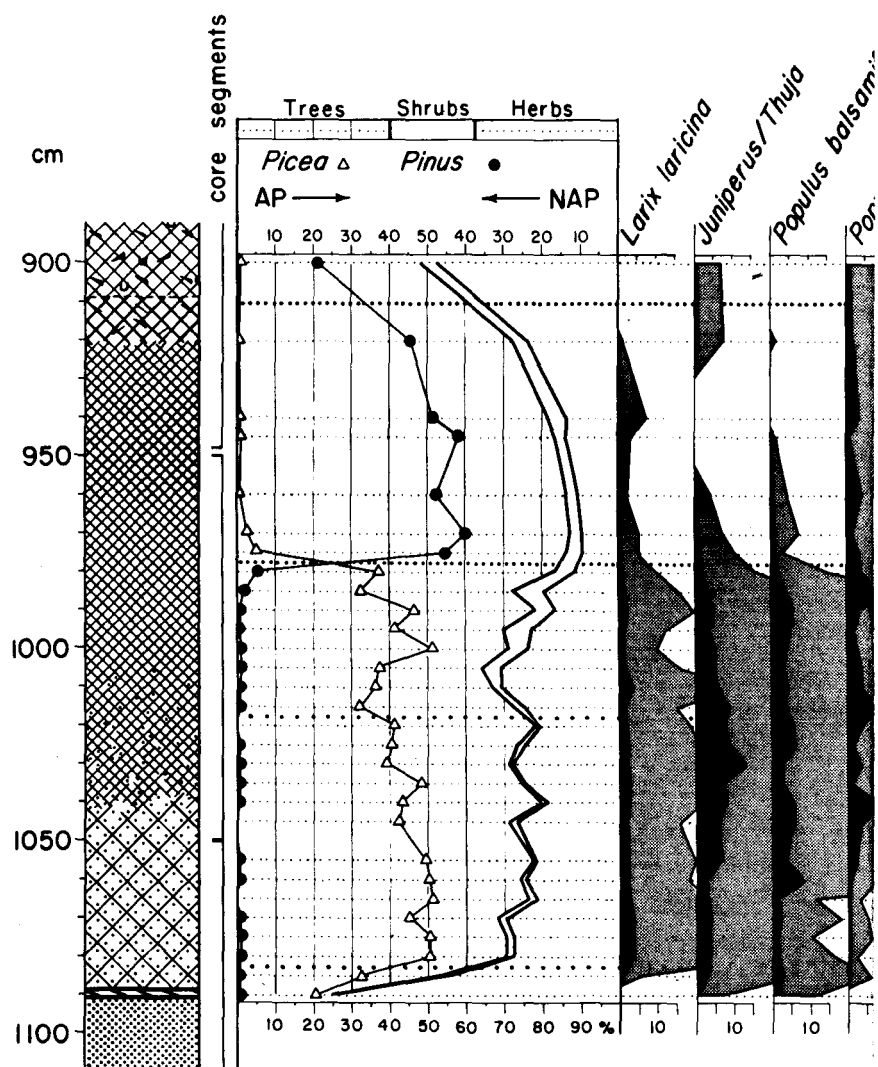 core segments
Trees Shrubs Herbs
cm
Picea Pinus
AP NAP
Larix laricina
Juniperus/Thuja
Populus balsami
Pop
0 10 20 30 40 30 20 10
900
950
1000
1050
1100
10 20 30 40 50 60 70 80 90 %
10 10 10